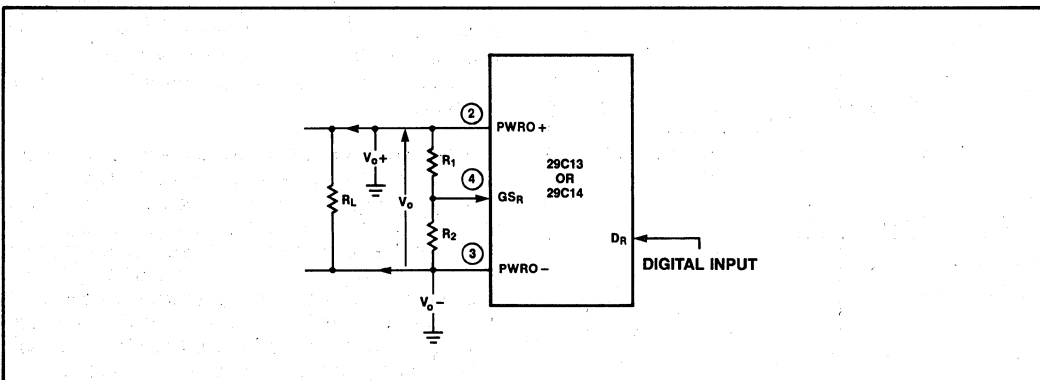 ② PWRO+
Vo+
R1
29C13
OR
29C14
④ GSR
RL
Vo
R2
DR
③ PWRO−
DIGITAL INPUT
Vo−